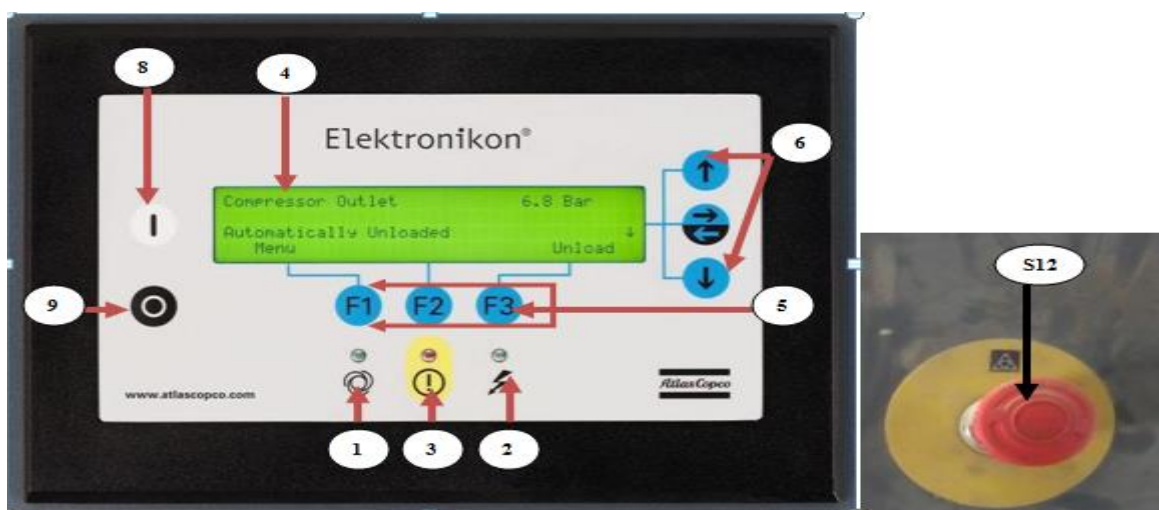 8
4
Elektronikon®
6
Compressor Outlet 6.8 Bar
Automatically Unloaded ↓
Menu Unload
S12
9
F1 F2 F3
5
www.atlascopco.com
Atlas Copco
1
3
2